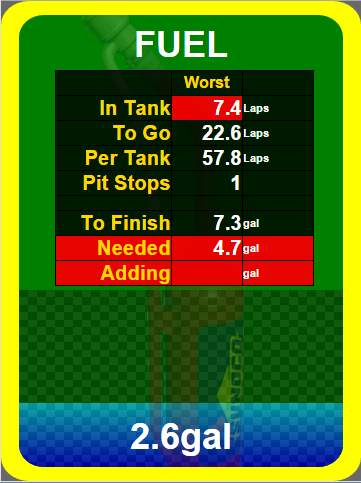 FUEL
Worst
In Tank 7.4 Laps
To Go 22.6 Laps
Per Tank 57.8 Laps
Pit Stops 1
To Finish 7.3 gal
Needed 4.7 gal
Adding gal
SUNOCO
2.6gal